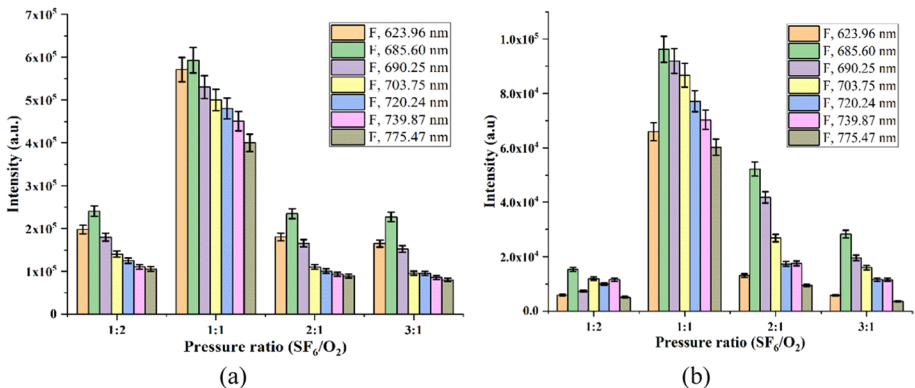 (a)
7x10⁵
6x10⁵
5x10⁵
4x10⁵
3x10⁵
2x10⁵
1x10⁵
0
Intensity (a.u.)
F, 623.96 nm
F, 685.60 nm
F, 690.25 nm
F, 703.75 nm
F, 720.24 nm
F, 739.87 nm
F, 775.47 nm
1:2 1:1 2:1 3:1
Pressure ratio (SF₆/O₂)
(a)
(b)
1.0x10⁵
8.0x10⁴
6.0x10⁴
4.0x10⁴
2.0x10⁴
0.0
Intensity (a.u)
F, 623.96 nm
F, 685.60 nm
F, 690.25 nm
F, 703.75 nm
F, 720.24 nm
F, 739.87 nm
F, 775.47 nm
1:2 1:1 2:1 3:1
Pressure ratio (SF₆/O₂)
(b)